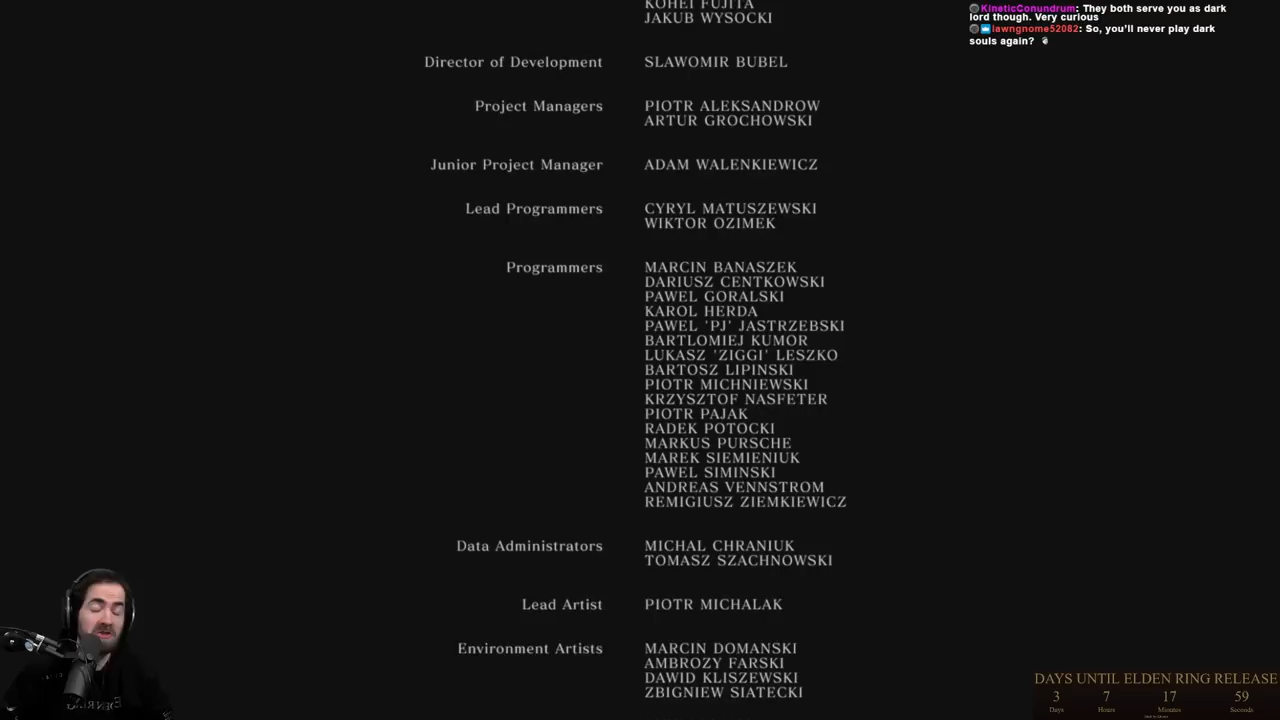 KOHEI FUJITA
JAKUB WYSOCKI
Director of Development SLAWOMIR BUBEL
Project Managers PIOTR ALEKSANDROW
ARTUR GROCHOWSKI
Junior Project Manager ADAM WALENKIEWICZ
Lead Programmers CYRYL MATUSZEWSKI
WIKTOR OZIMEK
Programmers MARCIN BANASZEK
DARIUSZ CENTKOWSKI
PAWEL GORALSKI
KAROL HERDA
PAWEL 'PJ' JASTRZEBSKI
BARTLOMIEJ KUMOR
LUKASZ 'ZIGGI' LESZKO
BARTOSZ LIPINSKI
PIOTR MICHNIEWSKI
KRZYSZTOF NASFETER
PIOTR PAJAK
RADEK POTOCKI
MARKUS PURSCHE
MAREK SIEMIENIUK
PAWEL SIMINSKI
ANDREAS VENNSTROM
REMIGIUSZ ZIEMKIEWICZ
Data Administrators MICHAL CHRANIUK
TOMASZ SZACHNOWSKI
Lead Artist PIOTR MICHALAK
Environment Artists MARCIN DOMANSKI
AMBROZY FARSKI
DAWID KLISZEWSKI
ZBIGNIEW SIATECKI
KineticConundrum: They both serve you as dark
lord though. Very curious
lawngnome52082: So, you'll never play dark
souls again?
DAYS UNTIL ELDEN RING RELEASE
3 7 17 59
Days Hours Minutes Seconds